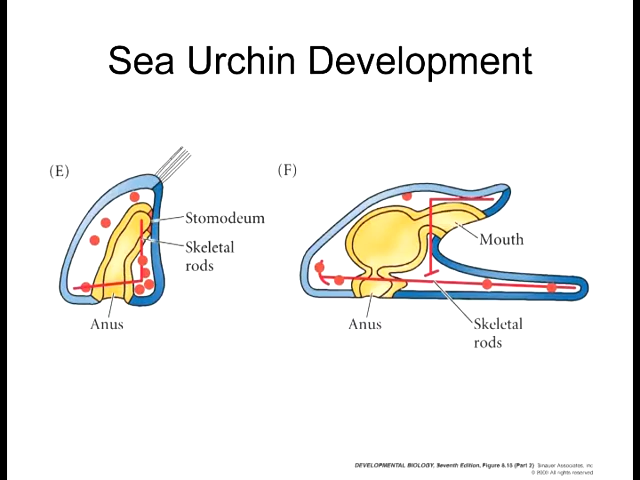 Sea Urchin Development
(E)
(F)
Stomodeum
Skeletal
rods
Anus
Mouth
Anus
Skeletal
rods
DEVELOPMENTAL BIOLOGY, Seventh Edition, Figure 8.15 (Part 2) Sinauer Associates, Inc.